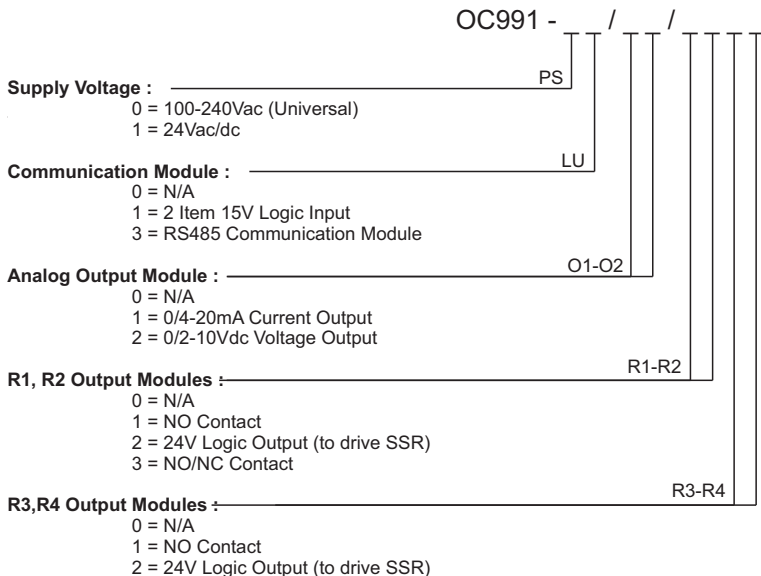 OC991 - _ _ / _ _ / _ _ _ _
PS
Supply Voltage :
0 = 100-240Vac (Universal)
1 = 24Vac/dc
LU
Communication Module :
0 = N/A
1 = 2 Item 15V Logic Input
3 = RS485 Communication Module
O1-O2
Analog Output Module :
0 = N/A
1 = 0/4-20mA Current Output
2 = 0/2-10Vdc Voltage Output
R1-R2
R1, R2 Output Modules :
0 = N/A
1 = NO Contact
2 = 24V Logic Output (to drive SSR)
3 = NO/NC Contact
R3-R4
R3,R4 Output Modules :
0 = N/A
1 = NO Contact
2 = 24V Logic Output (to drive SSR)